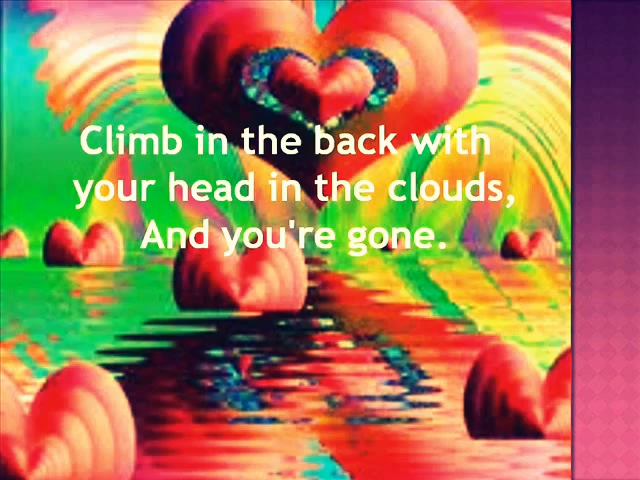 Climb in the back with
your head in the clouds,
And you're gone.